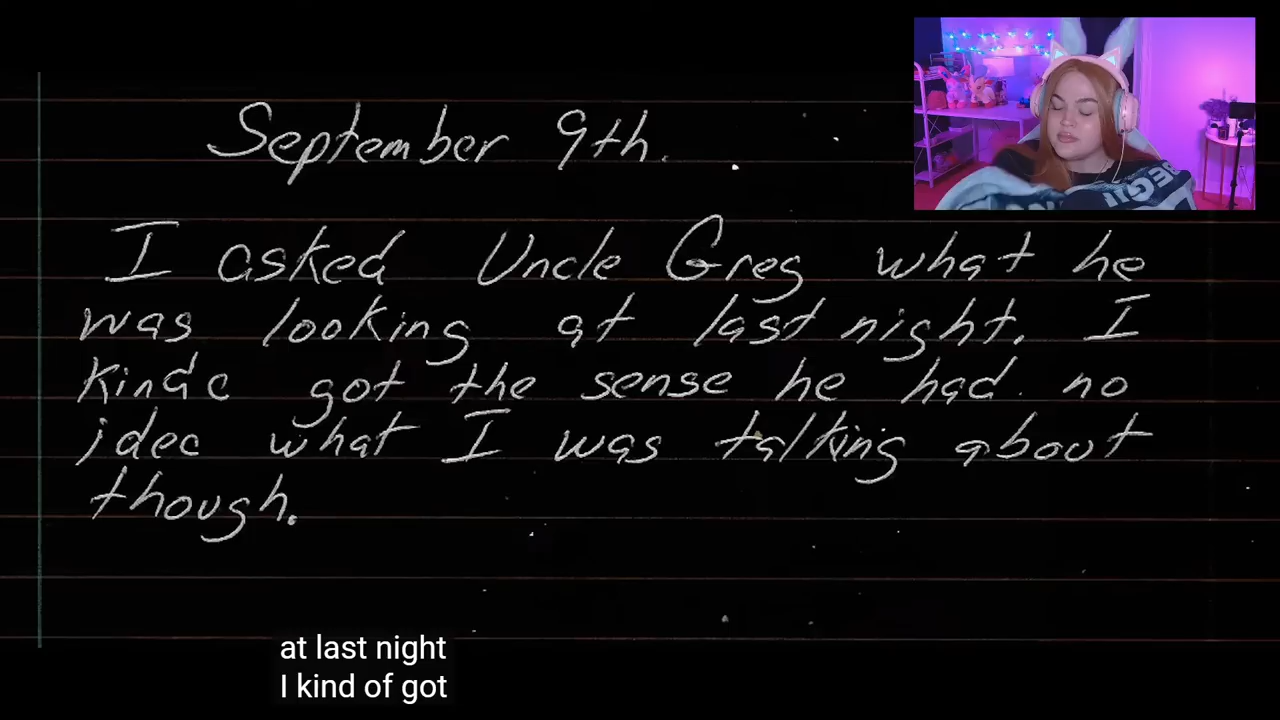 September 9th.
I asked Uncle Greg what he
was looking at last night. I
kinda got the sense he had no
idea what I was talking about
though.
at last night
I kind of got